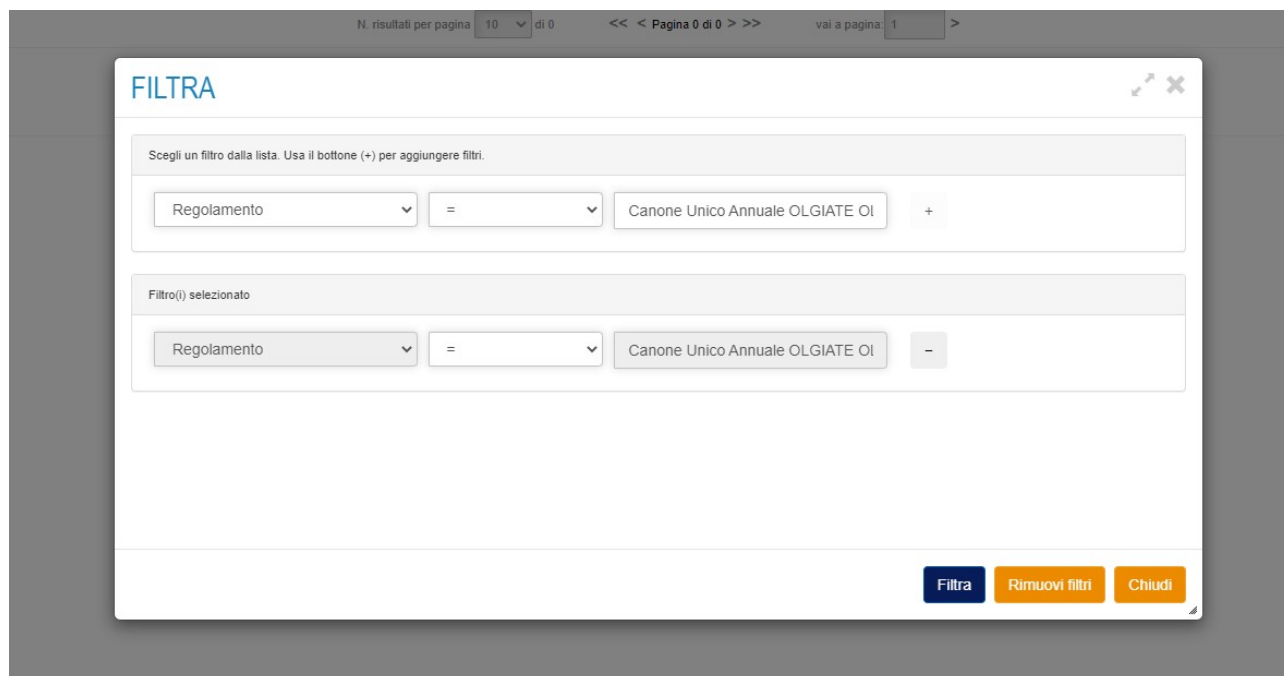 N. risultati per pagina 10 di 0 << < Pagina 0 di 0 > >> vai a pagina: 1 >
FILTRA
Scegli un filtro dalla lista. Usa il bottone (+) per aggiungere filtri.
Regolamento = Canone Unico Annuale OLGIATE Ol +
Filtro(i) selezionato
Regolamento = Canone Unico Annuale OLGIATE Ol -
Filtra Rimuovi filtri Chiudi